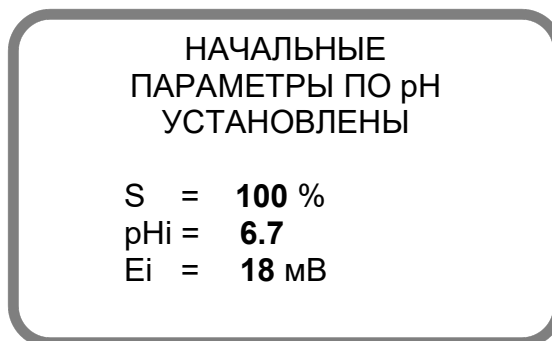 НАЧАЛЬНЫЕ
ПАРАМЕТРЫ ПО pH
УСТАНОВЛЕНЫ
S = 100 %
pHi = 6.7
Ei = 18 мВ